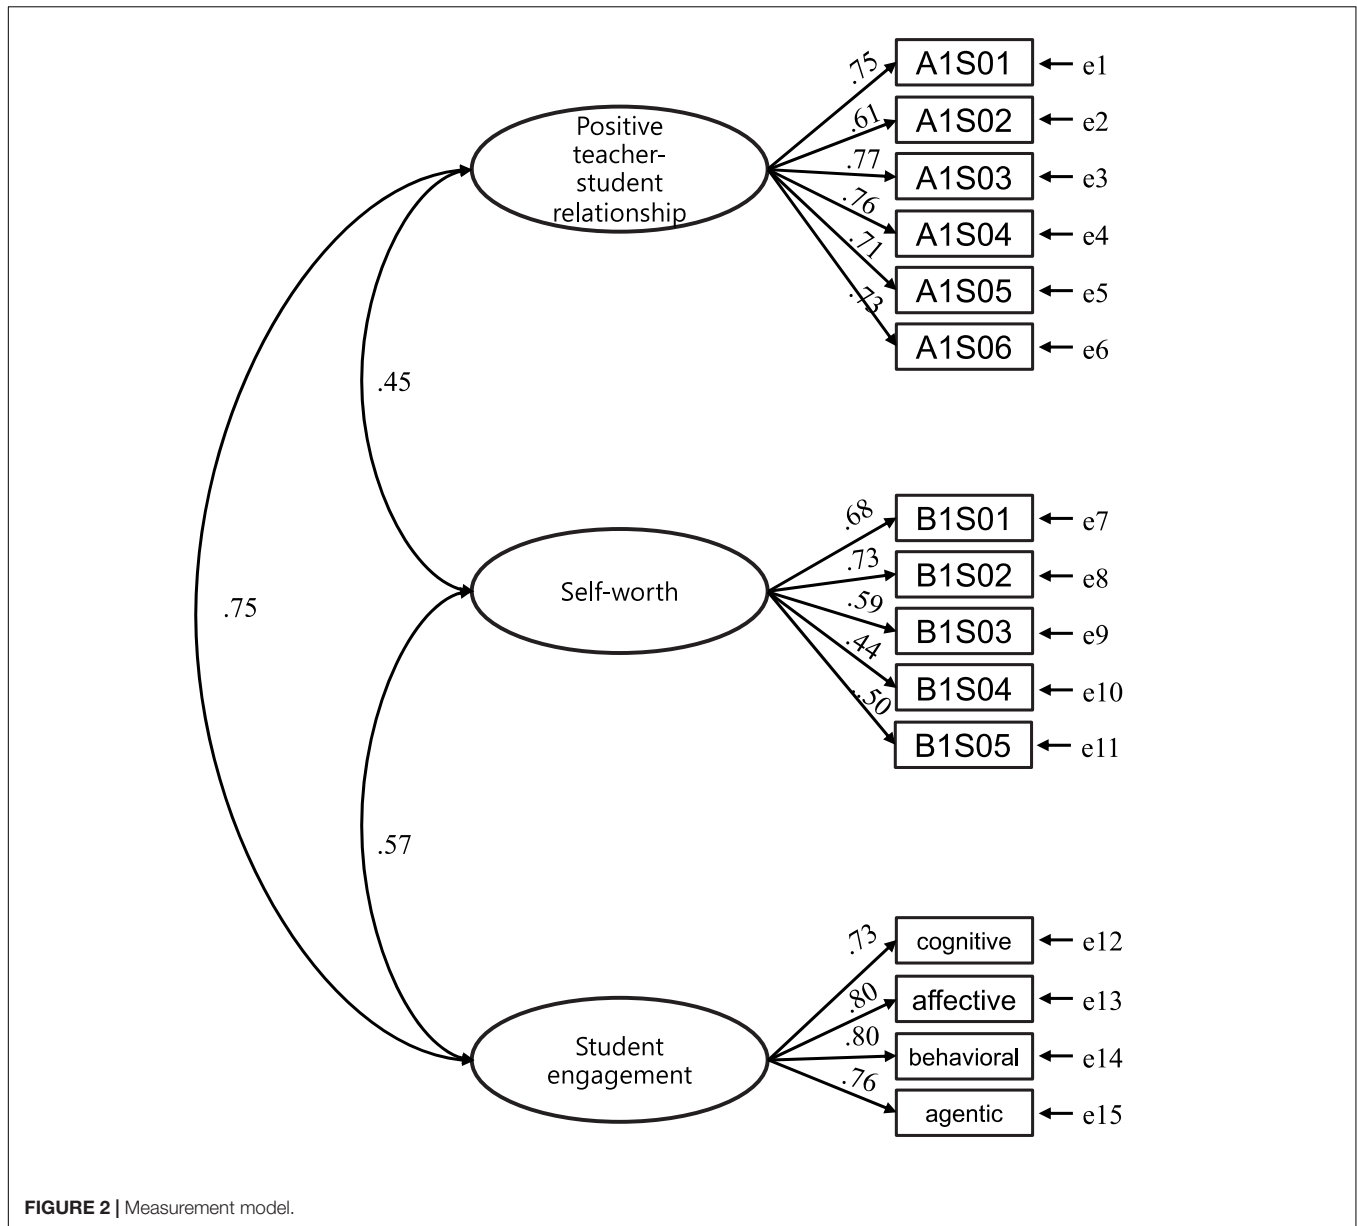 Positive
teacher-
student
relationship
.75
A1S01
e1
.61
A1S02
e2
.77
A1S03
e3
.76
A1S04
e4
.71
A1S05
e5
.73
A1S06
e6
.45
.75
Self-worth
.68
B1S01
e7
.73
B1S02
e8
.59
B1S03
e9
.44
B1S04
e10
.50
B1S05
e11
.57
Student
engagement
.73
cognitive
e12
.80
affective
e13
.80
behavioral
e14
.76
agentic
e15
FIGURE 2 | Measurement model.